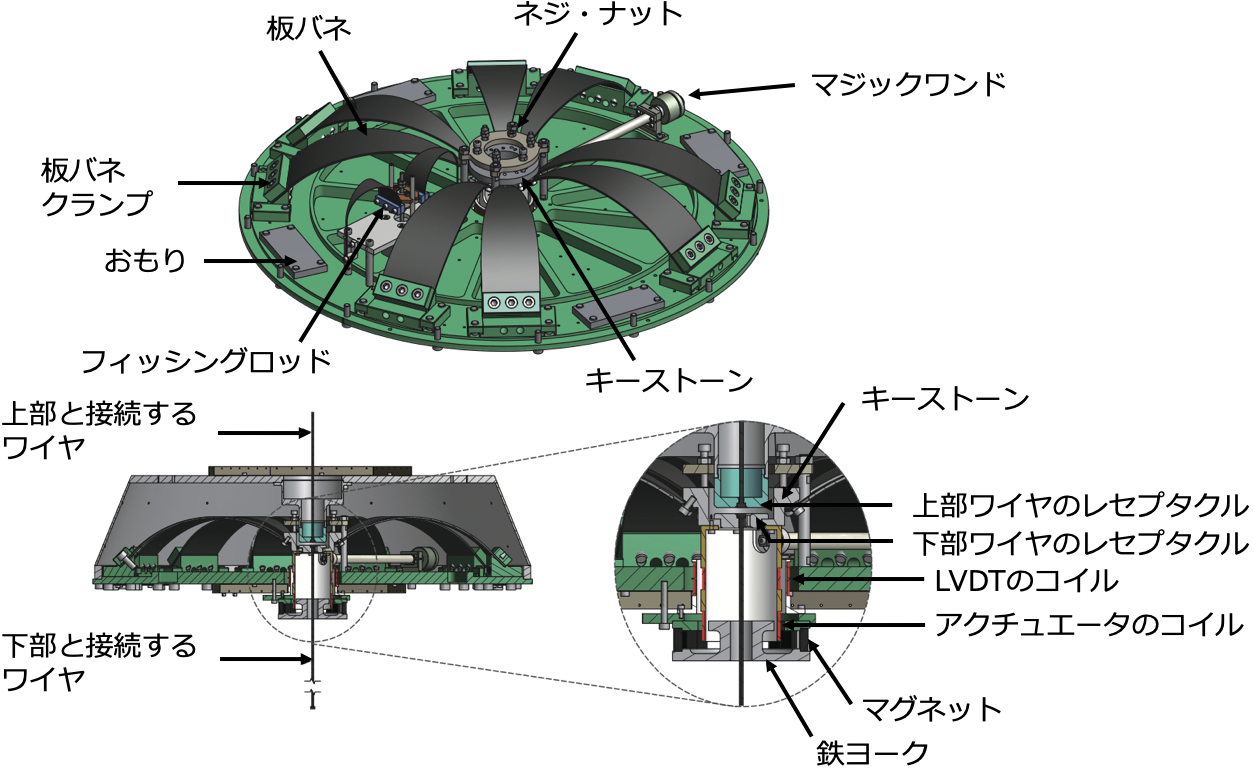 板バネ
ネジ・ナット
マジックワンド
板バネ
クランプ
おもり
フィッシングロッド
キーストーン
上部と接続する
ワイヤ
キーストーン
上部ワイヤのレセプタクル
下部ワイヤのレセプタクル
LVDTのコイル
アクチュエータのコイル
下部と接続する
ワイヤ
マグネット
鉄ヨーク